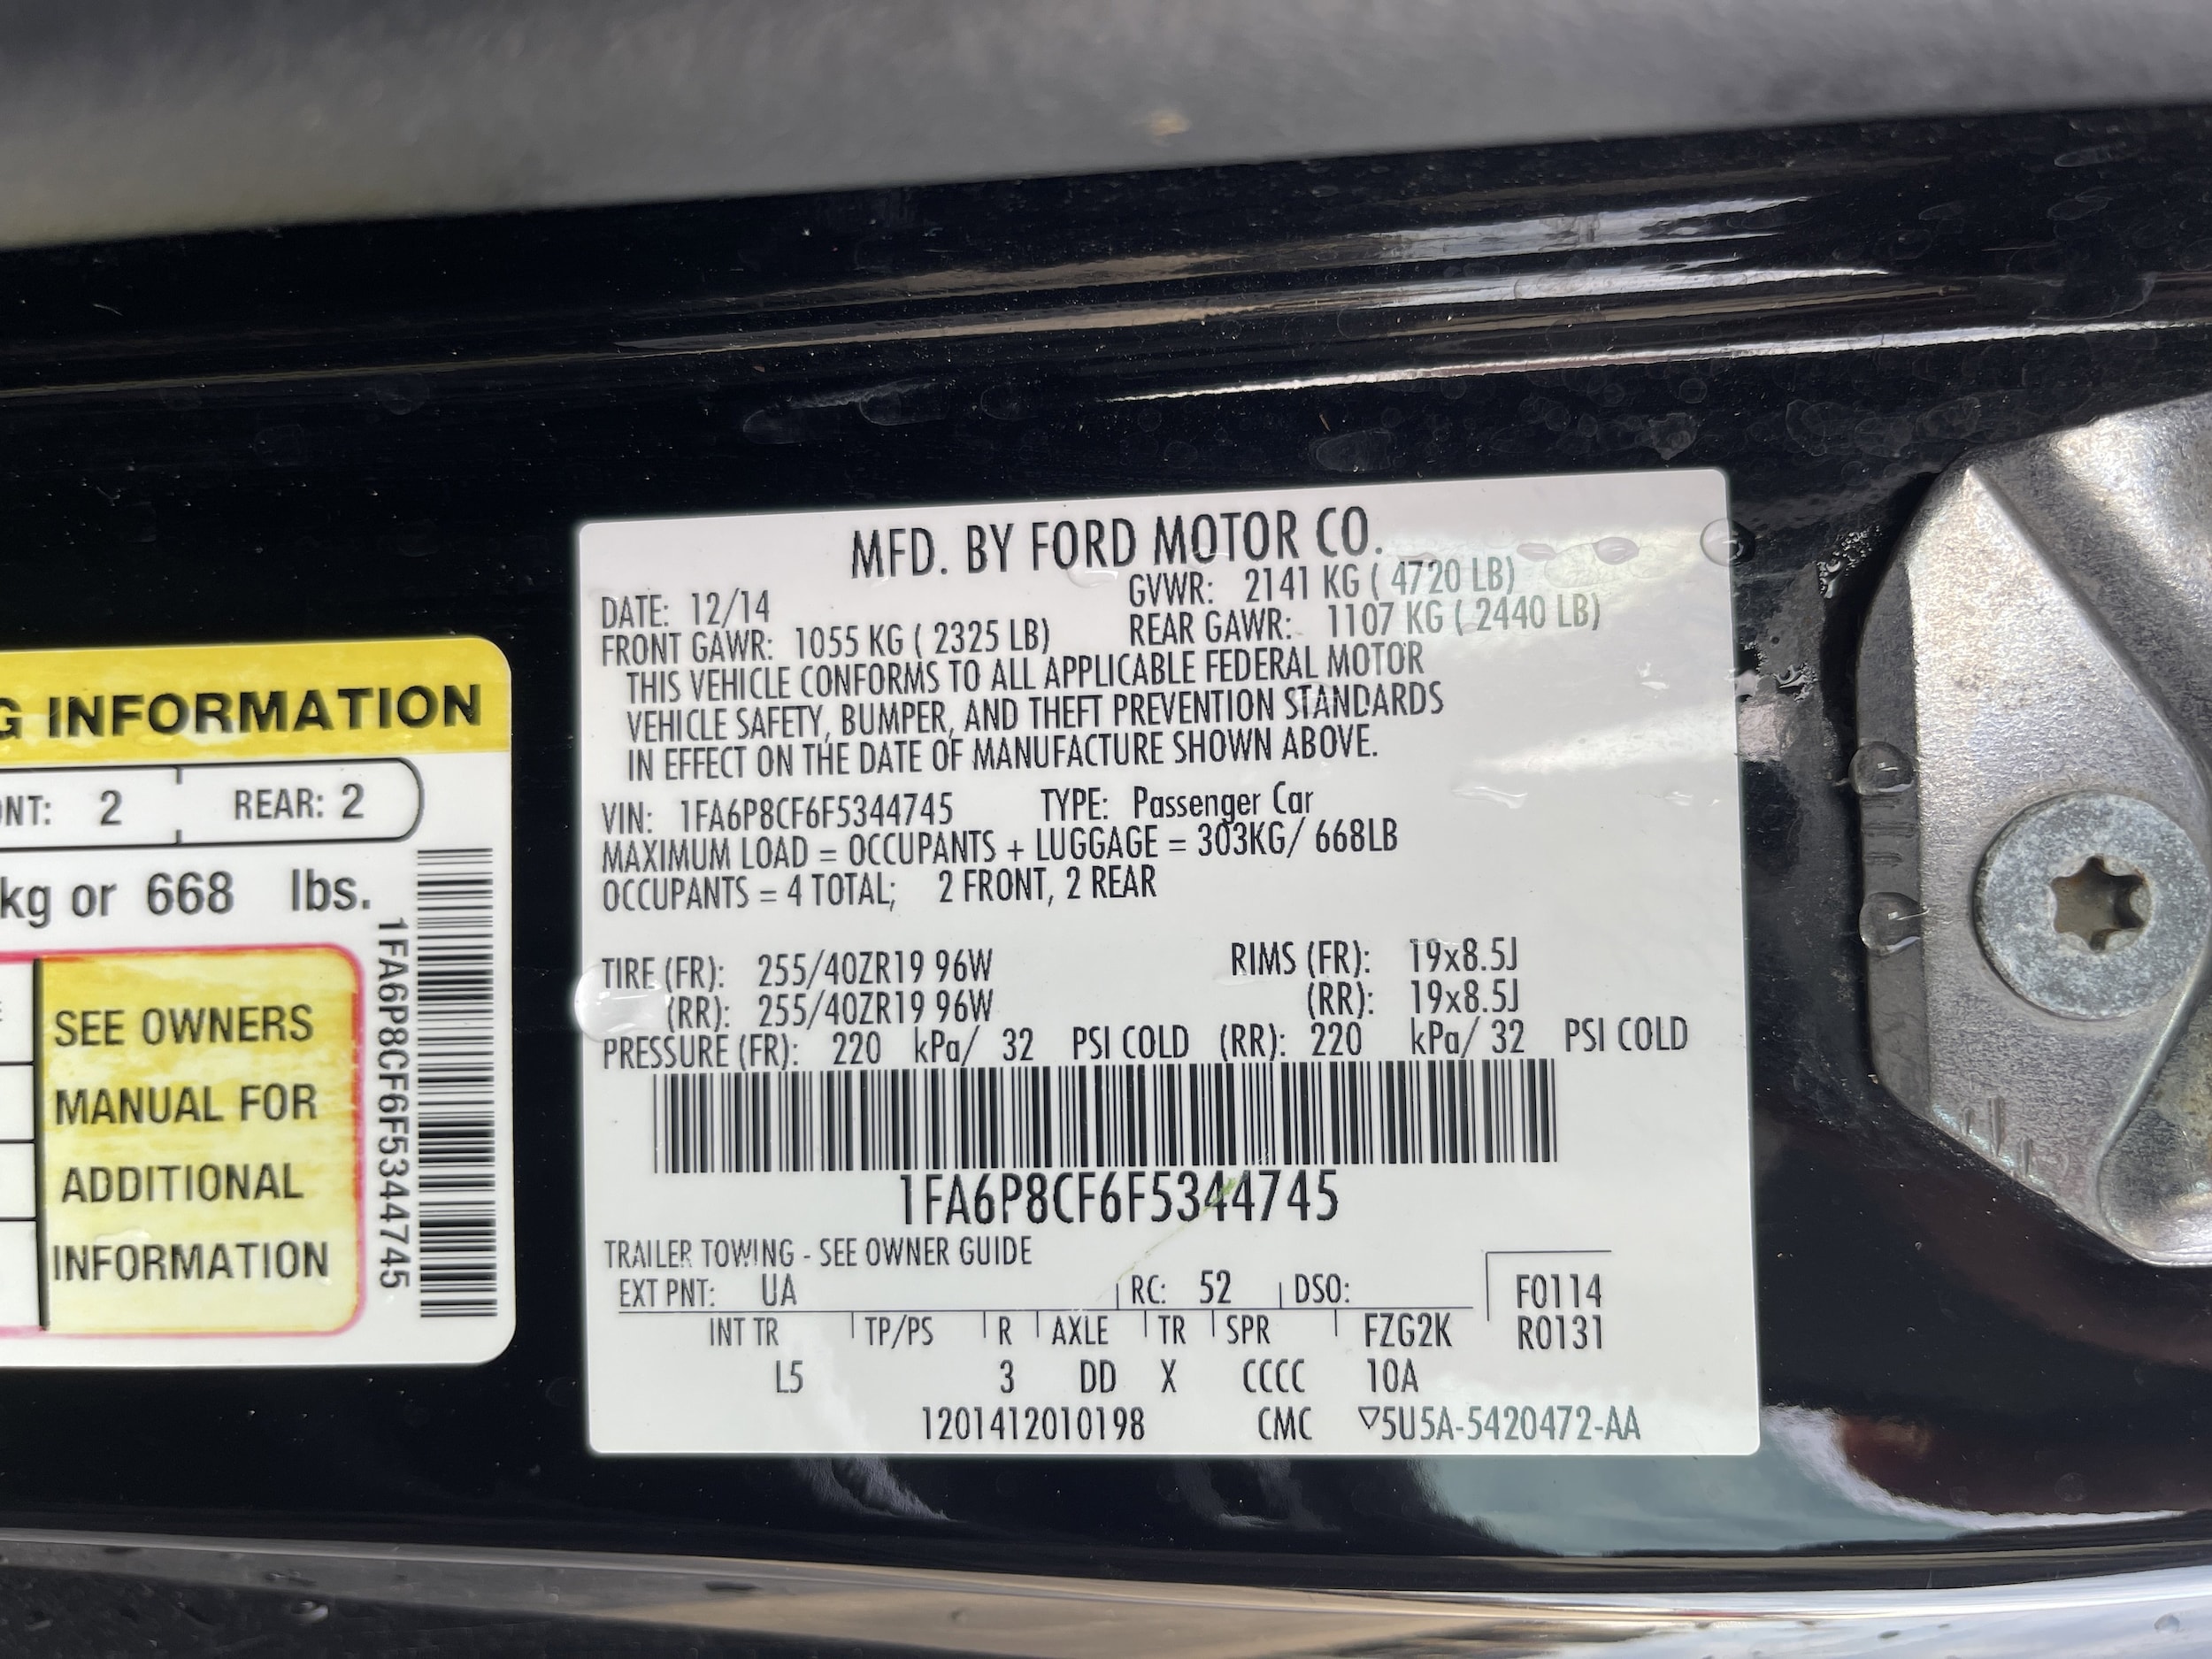 G INFORMATION
NT: 2 REAR: 2
kg or 668 lbs.
SEE OWNERS
MANUAL FOR
ADDITIONAL
INFORMATION
1FA6P8CF6F5344745
MFD. BY FORD MOTOR CO.
DATE: 12/14 GVWR: 2141 KG ( 4720 LB)
FRONT GAWR: 1055 KG ( 2325 LB) REAR GAWR: 1107 KG ( 2440 LB)
THIS VEHICLE CONFORMS TO ALL APPLICABLE FEDERAL MOTOR
VEHICLE SAFETY, BUMPER, AND THEFT PREVENTION STANDARDS
IN EFFECT ON THE DATE OF MANUFACTURE SHOWN ABOVE.
VIN: 1FA6P8CF6F5344745 TYPE: Passenger Car
MAXIMUM LOAD = OCCUPANTS + LUGGAGE = 303KG/ 668LB
OCCUPANTS = 4 TOTAL; 2 FRONT, 2 REAR
TIRE (FR): 255/40ZR19 96W RIMS (FR): 19x8.5J
(RR): 255/40ZR19 96W (RR): 19x8.5J
PRESSURE (FR): 220 kPa/ 32 PSI COLD (RR): 220 kPa/ 32 PSI COLD
1FA6P8CF6F5344745
TRAILER TOWING - SEE OWNER GUIDE
EXT PNT: UA RC: 52 DSO: F0114
INT TR TP/PS R AXLE TR SPR FZG2K R0131
L5 3 DD X CCCC 10A
1201412010198 CMC ▽5U5A-5420472-AA